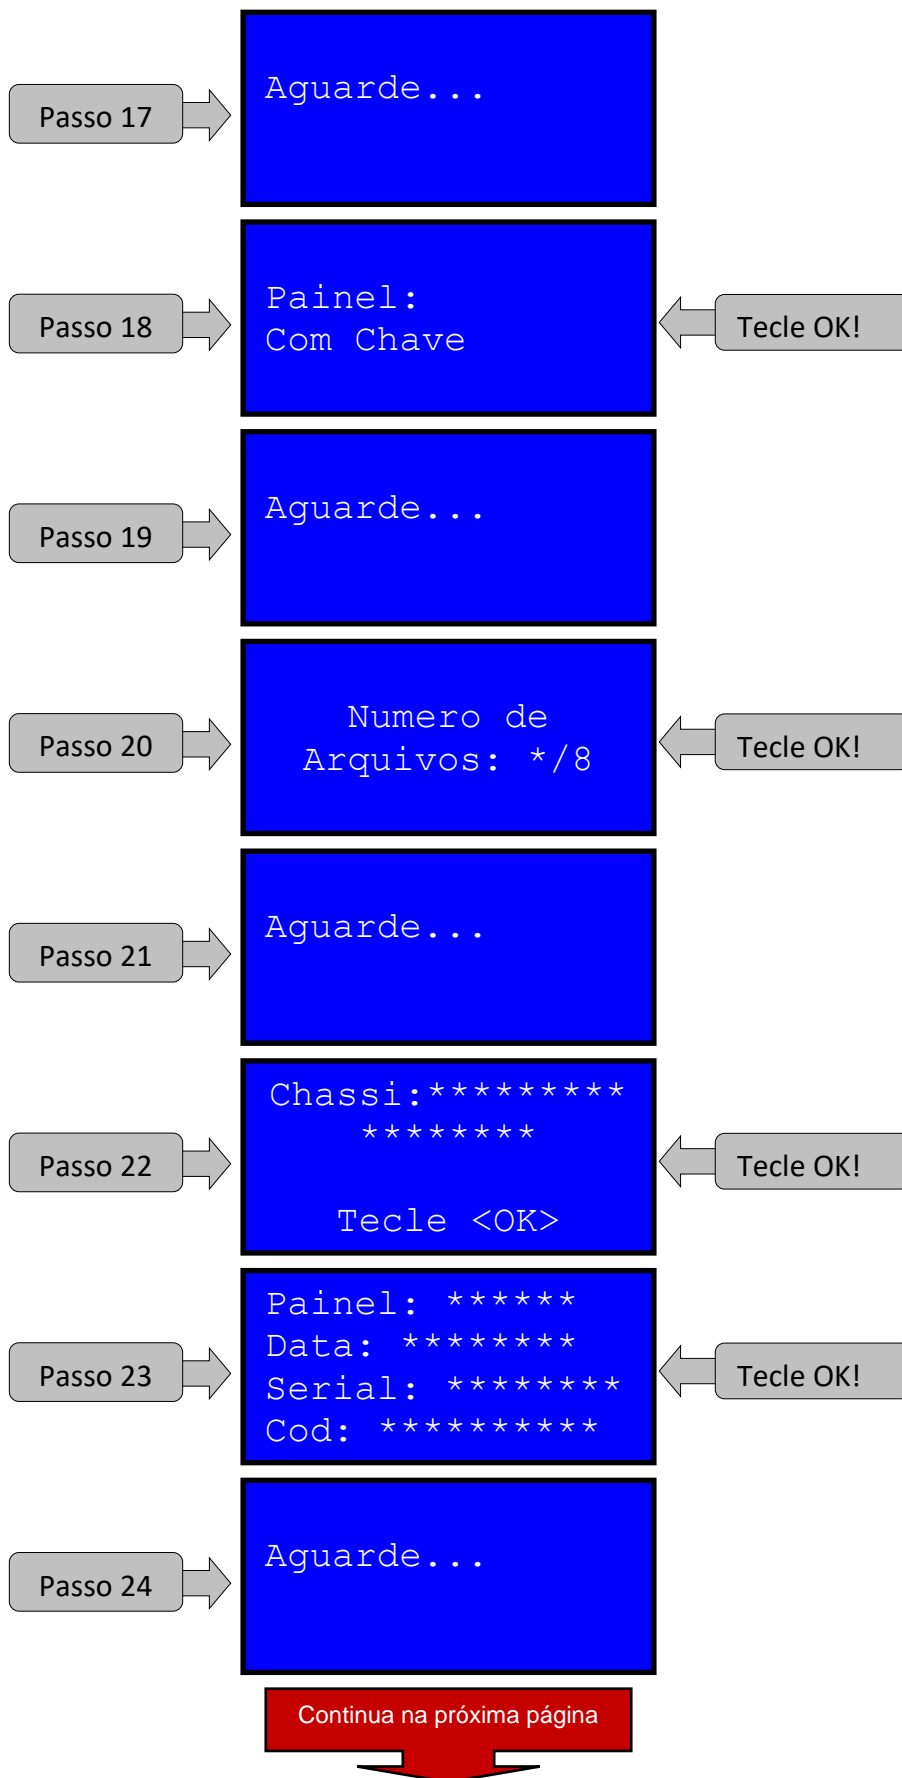 Passo 17
Aguarde...
Passo 18
Painel:
Com Chave
Tecle OK!
Passo 19
Aguarde...
Passo 20
Numero de
Arquivos: */8
Tecle OK!
Passo 21
Aguarde...
Passo 22
Chassi:*********
********
Tecle <OK>
Tecle OK!
Passo 23
Painel: ******
Data: ********
Serial: ********
Cod: **********
Tecle OK!
Passo 24
Aguarde...
Continua na próxima página